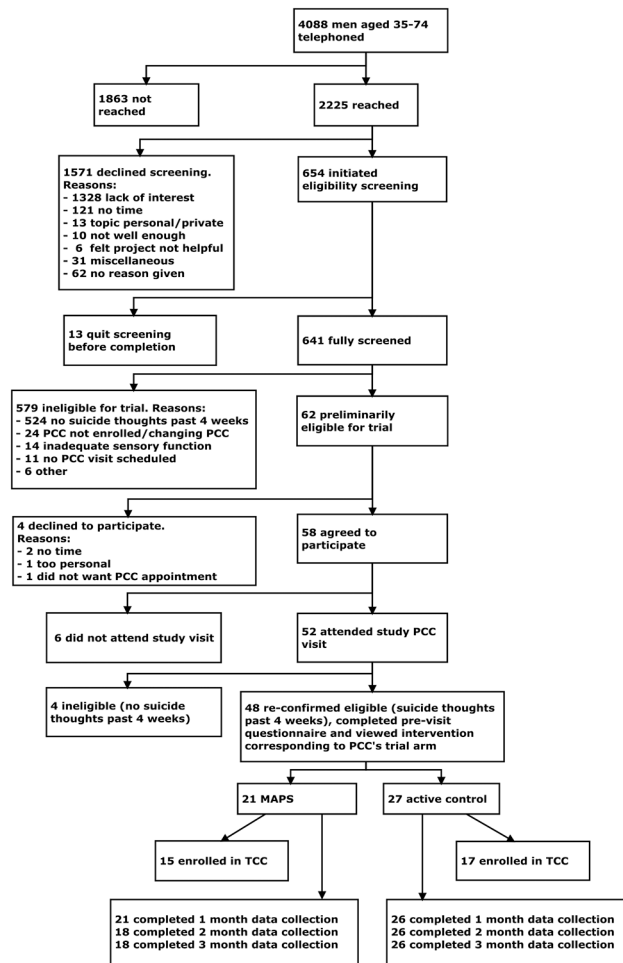 4088 men aged 35-74
telephoned
1863 not
reached
2225 reached
1571 declined screening.
Reasons:
- 1328 lack of interest
- 121 no time
- 13 topic personal/private
- 10 not well enough
- 6 felt project not helpful
- 31 miscellaneous
- 62 no reason given
654 initiated
eligibility screening
13 quit screening
before completion
641 fully screened
579 ineligible for trial. Reasons:
- 524 no suicide thoughts past 4 weeks
- 24 PCC not enrolled/changing PCC
- 14 inadequate sensory function
- 11 no PCC visit scheduled
- 6 other
62 preliminarily
eligible for trial
4 declined to participate.
Reasons:
- 2 no time
- 1 too personal
- 1 did not want PCC appointment
58 agreed to
participate
6 did not attend study visit
52 attended study PCC
visit
4 ineligible (no suicide
thoughts past 4 weeks)
48 re-confirmed eligible (suicide thoughts
past 4 weeks), completed pre-visit
questionnaire and viewed intervention
corresponding to PCC's trial arm
21 MAPS
27 active control
15 enrolled in TCC
17 enrolled in TCC
21 completed 1 month data collection
18 completed 2 month data collection
18 completed 3 month data collection
26 completed 1 month data collection
26 completed 2 month data collection
26 completed 3 month data collection